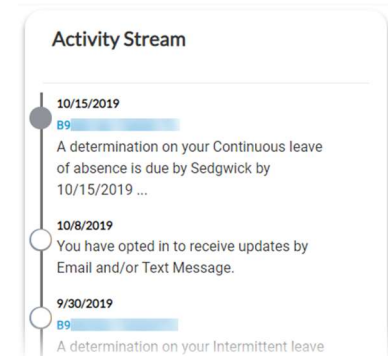 Activity Stream
10/15/2019
B9
A determination on your Continuous leave
of absence is due by Sedgwick by
10/15/2019 ...
10/8/2019
You have opted in to receive updates by
Email and/or Text Message.
9/30/2019
B9
A determination on your Intermittent leave